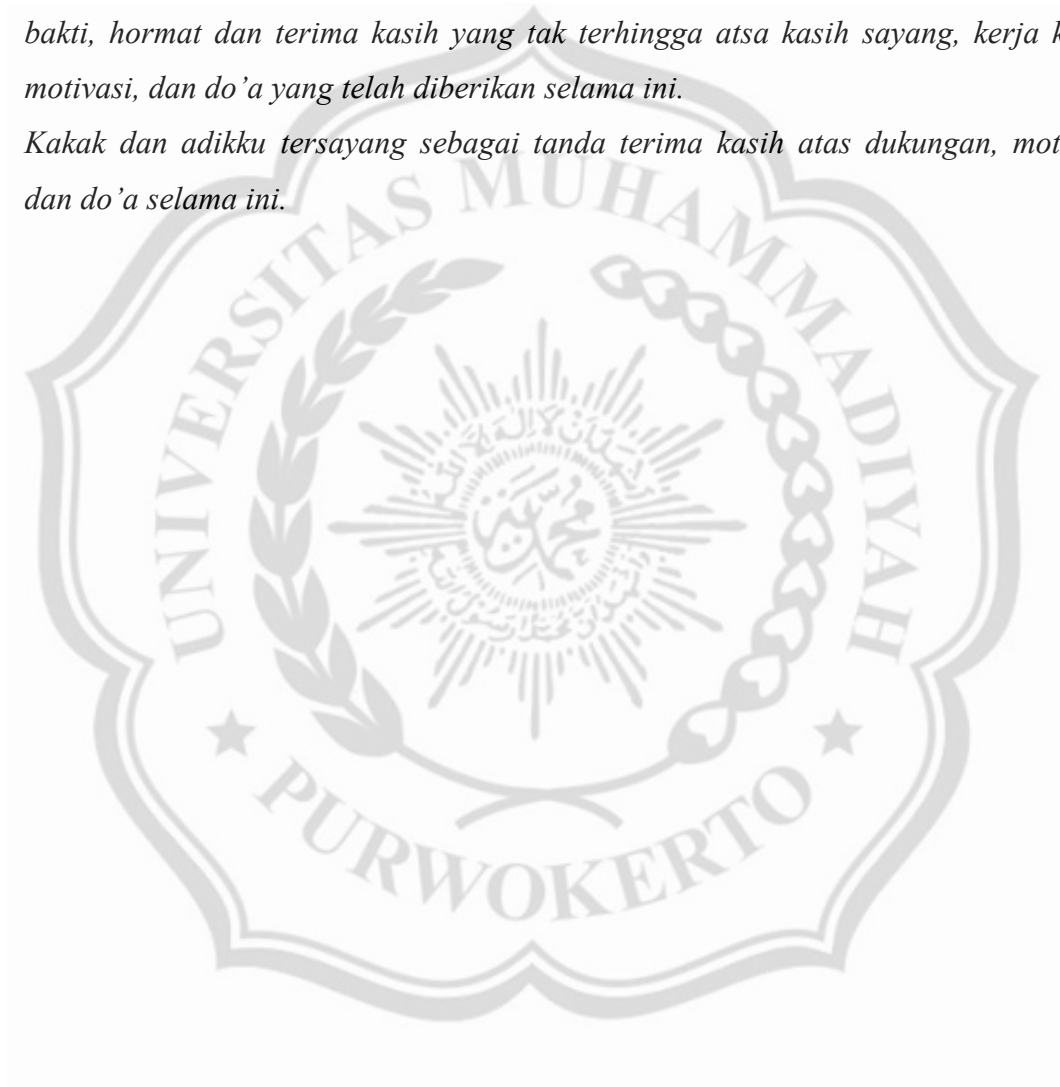 bakti, hormat dan terima kasih yang tak terhingga atsa kasih sayang, kerja k
motivasi, dan do’a yang telah diberikan selama ini.
Kakak dan adikku tersayang sebagai tanda terima kasih atas dukungan, mot
dan do’a selama ini.
UNIVERSITAS MUHAMMADIYAH
PURWOKERTO